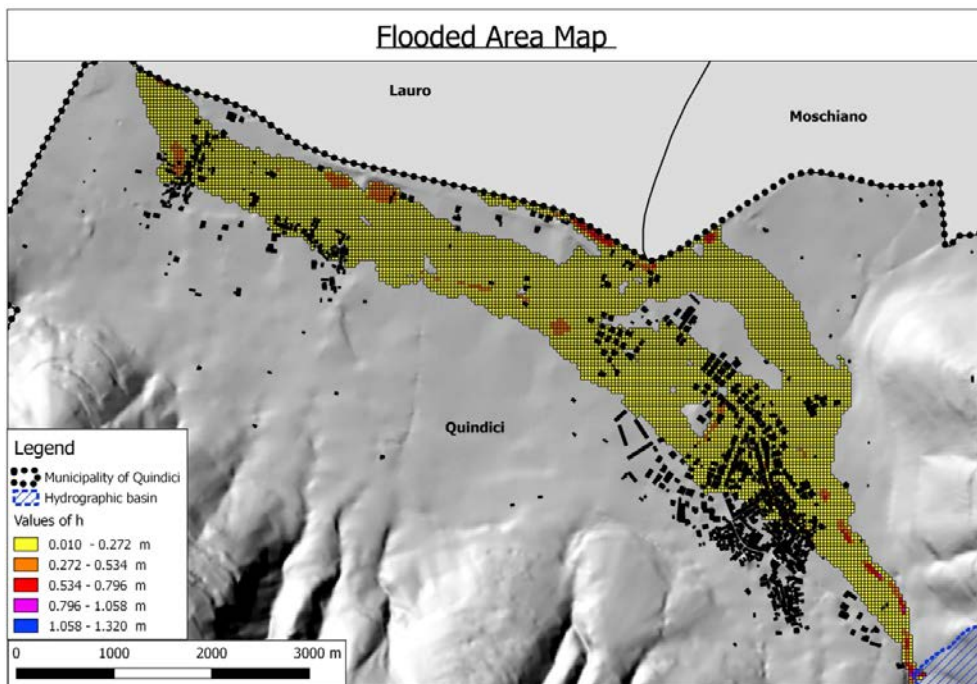 Flooded Area Map
Lauro
Moschiano
Quindici
Legend
Municipality of Quindici
Hydrographic basin
Values of h
0.010 - 0.272 m
0.272 - 0.534 m
0.534 - 0.796 m
0.796 - 1.058 m
1.058 - 1.320 m
0 1000 2000 3000 m